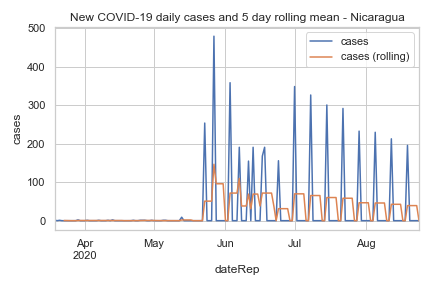 New COVID-19 daily cases and 5 day rolling mean - Nicaragua
cases
cases (rolling)
500
400
300
200
100
0
cases
Apr
2020
May
Jun
Jul
Aug
dateRep